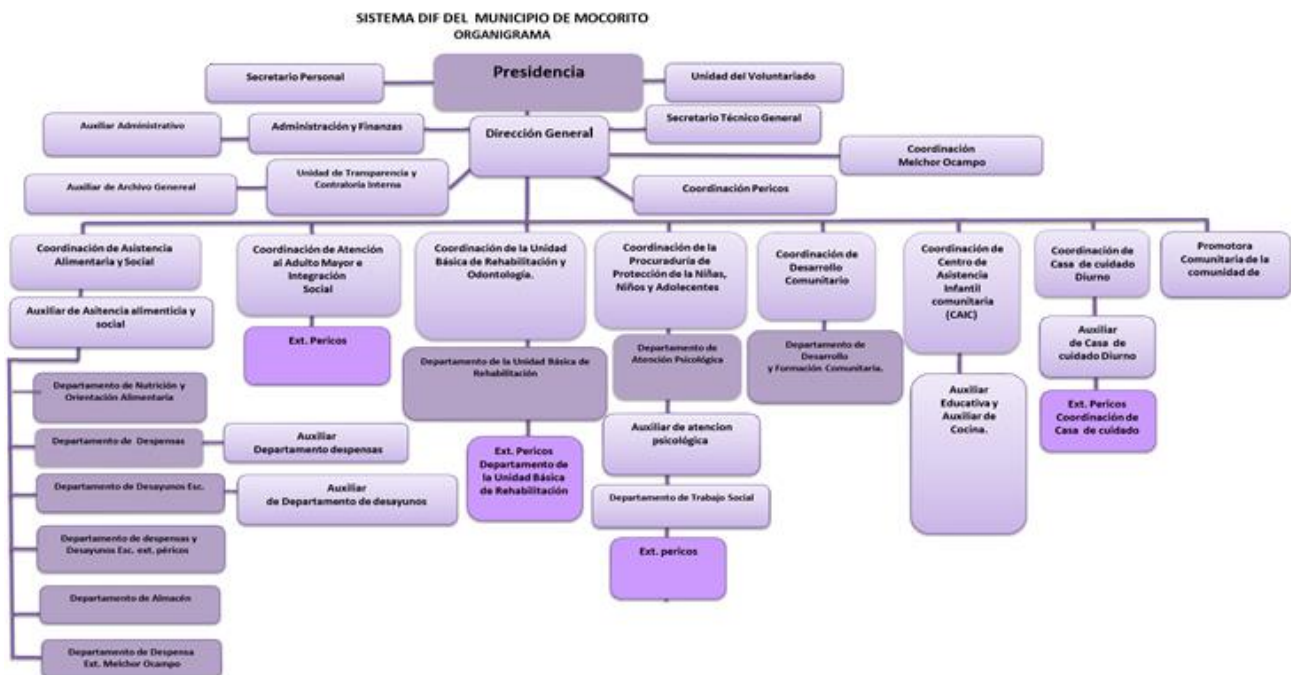 SISTEMA DIF DEL MUNICIPIO DE MOCORITO
ORGANIGRAMA
Presidencia
Secretario Personal
Unidad del Voluntariado
Auxiliar Administrativo
Administración y Finanzas
Dirección General
Secretario Técnico General
Coordinación
Melchor Ocampo
Auxiliar de Archivo Genereal
Unidad de Transparencia y
Contraloría Interna
Coordinación Pericos
Coordinación de Asistencia
Alimentaria y Social
Coordinación de Atención
al Adulto Mayor e
Integración
Social
Coordinación de la Unidad
Básica de Rehabilitación y
Odontología.
Coordinación de la
Procuraduría de
Protección de la Niñas,
Niños y Adolecentes
Coordinación de
Desarrollo
Comunitario
Coordinación de
Centro de
Asistencia
Infantil
comunitaria
(CAIC)
Coordinación de
Casa de cuidado
Diurno
Promotora
Comunitaria de la
comunidad de
Auxiliar de Asitencia alimenticia y
social
Ext. Pericos
Departamento de la Unidad Básica de
Rehabilitación
Departamento de
Atención Psicológica
Departamento de
Desarrollo
y Formación Comunitaria.
Auxiliar
de Casa de
cuidado Diurno
Departamento de Nutrición y
Orientación Alimentaria
Auxiliar
Educativa y
Auxiliar de
Cocina.
Ext. Pericos
Coordinación de
Casa de cuidado
Departamento de Despensas
Auxiliar
Departamento despensas
Ext. Pericos
Departamento de
la Unidad Básica
de Rehabilitación
Auxiliar de atencion
psicológica
Departamento de Desayunos Esc.
Auxiliar
de Departamento de desayunos
Departamento de Trabajo Social
Departamento de despensas y
Desayunos Esc. ext. péricos
Ext. pericos
Departamento de Almacén
Departamento de Despensa
Ext. Melchor Ocampo